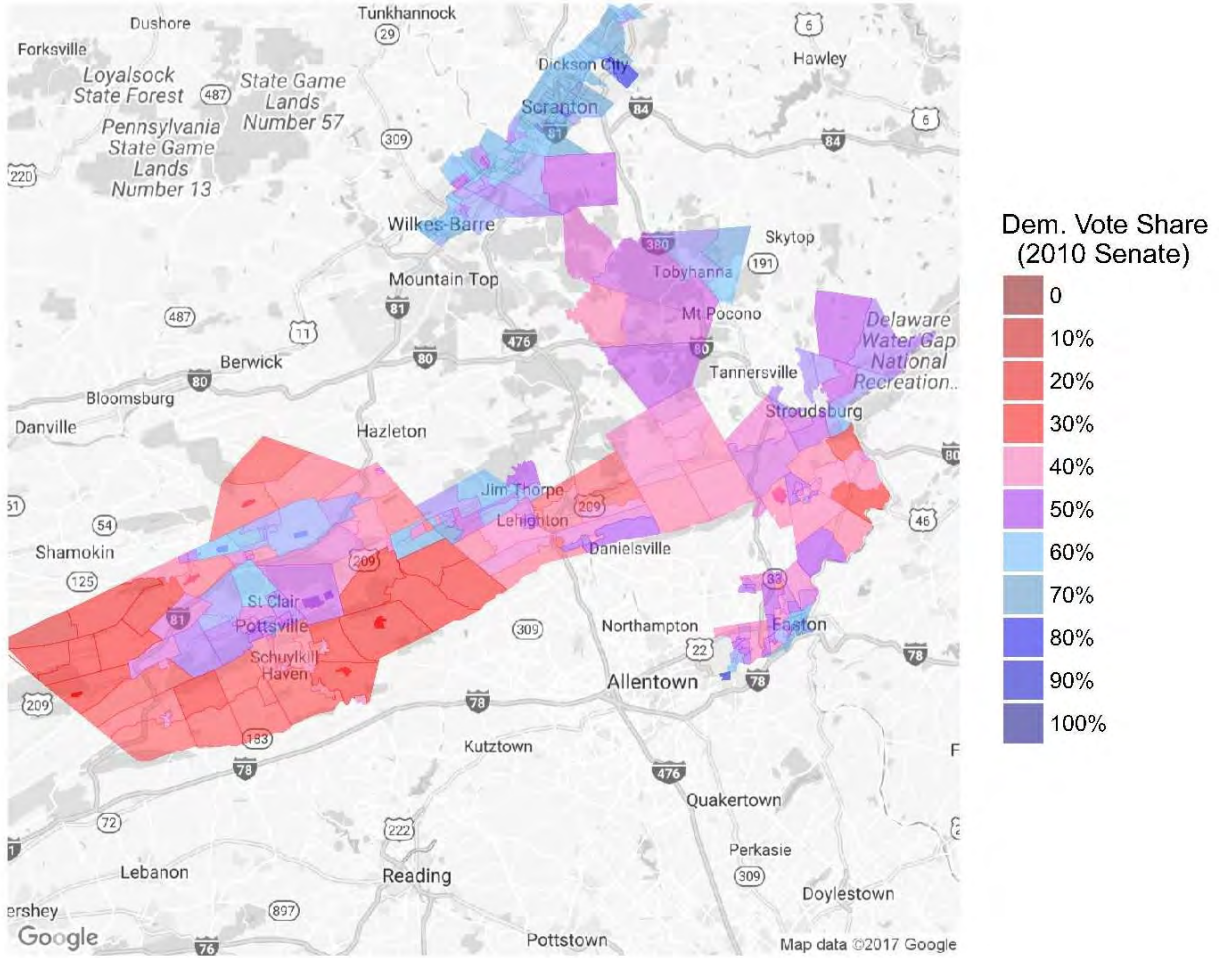 Tunkhannock
Dushore
29
6
Forksville
Hawley
Dickson City
Loyalsock
State Forest
487
State Game
Lands
Number 57
Scranton
84
6
Pennsylvania
State Game
Lands
Number 13
309
81
84
220
Wilkes-Barre
380
Skytop
Tobyhanna
191
Mountain Top
81
487
11
476
Mt Pocono
Delaware
Water Gap
National
Recreation..
80
Berwick
80
80
Tannersville
Bloomsburg
Stroudsburg
Danville
Hazleton
80
Jim Thorpe
51
209
Lehighton
54
46
Shamokin
Danielsville
209
125
33
St Clair
81
Pottsville
309
Northampton
Easton
22
78
Schuylkill
Haven
Allentown
78
209
78
183
Kutztown
78
476
Quakertown
72
222
1
Perkasie
Lebanon
Reading
309
Doylestown
ershey
897
Google
76
Pottstown
Map data ©2017 Google
Dem. Vote Share
(2010 Senate)
0
10%
20%
30%
40%
50%
60%
70%
80%
90%
100%